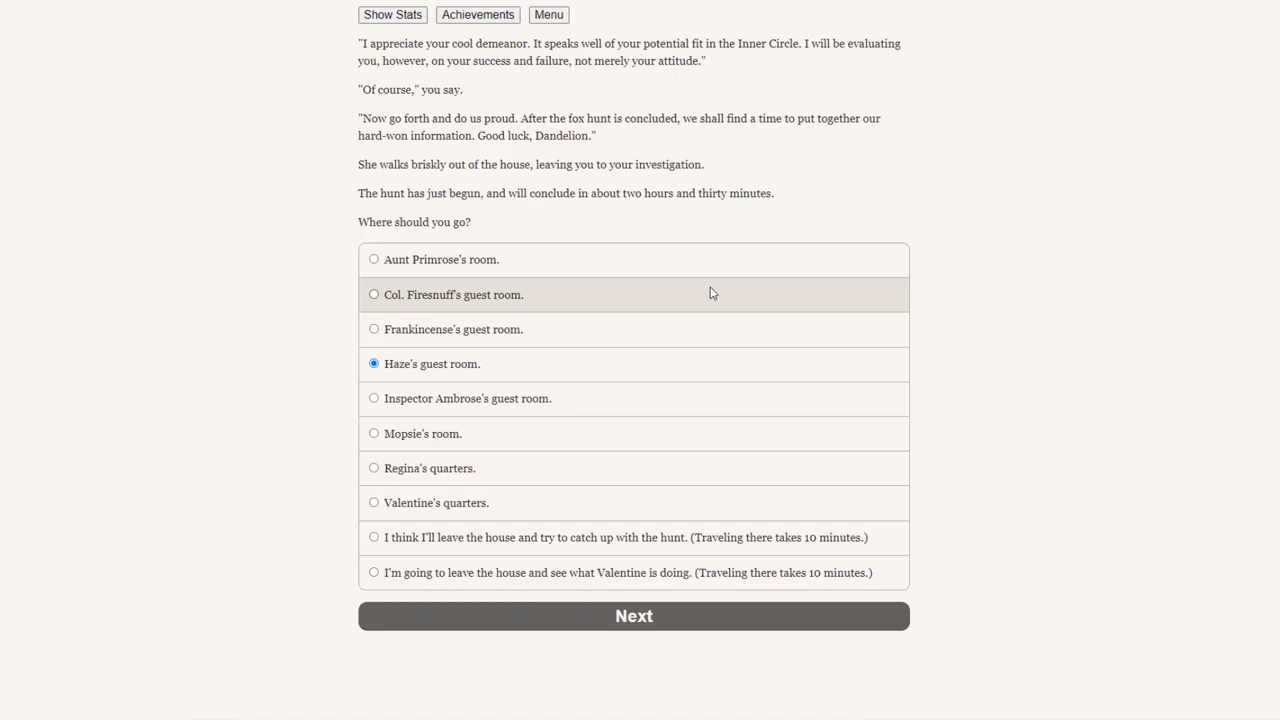 Show Stats Achievements Menu
"I appreciate your cool demeanor. It speaks well of your potential fit in the Inner Circle. I will be evaluating
you, however, on your success and failure, not merely your attitude."
"Of course," you say.
"Now go forth and do us proud. After the fox hunt is concluded, we shall find a time to put together our
hard-won information. Good luck, Dandelion."
She walks briskly out of the house, leaving you to your investigation.
The hunt has just begun, and will conclude in about two hours and thirty minutes.
Where should you go?
Aunt Primrose's room.
Col. Firesnuff's guest room.
Frankincense's guest room.
Haze's guest room.
Inspector Ambrose's guest room.
Mopsie's room.
Regina's quarters.
Valentine's quarters.
I think I'll leave the house and try to catch up with the hunt. (Traveling there takes 10 minutes.)
I'm going to leave the house and see what Valentine is doing. (Traveling there takes 10 minutes.)
Next